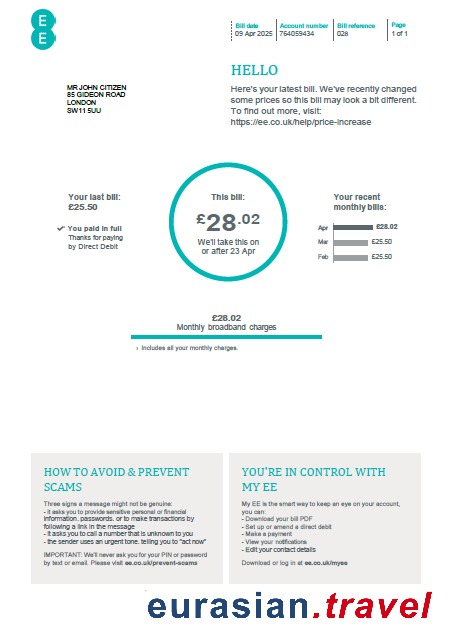 E
E
Bill date
09 Apr 2025
Account number
764059434
Bill reference
028
Page
1 of 1
HELLO
MR JOHN CITIZEN
85 GIDEON ROAD
LONDON
SW11 5UU
Here's your latest bill. We've recently changed
some prices so this bill may look a bit different.
To find out more, visit:
https://ee.co.uk/help/price-increase
Your last bill:
£25.50
You paid in full
Thanks for paying
by Direct Debit
This bill:
£28.02
We'll take this on
or after 23 Apr
Your recent
monthly bills:
Apr £28.02
Mar £25.50
Feb £25.50
£28.02
Monthly broadband charges
› Includes all your monthly charges.
HOW TO AVOID & PREVENT
SCAMS
Three signs a message might not be genuine:
- it asks you to provide sensitive personal or financial
information, passwords, or to make transactions by
following a link in the message
- it asks you to call a number that is unknown to you
- the sender uses an urgent tone, telling you to "act now"
IMPORTANT: We'll never ask you for your PIN or password
by text or email. Please visit ee.co.uk/prevent-scams
YOU'RE IN CONTROL WITH
MY EE
My EE is the smart way to keep an eye on your account,
you can:
- Download your bill PDF
- Set up or amend a direct debit
- Make a payment
- View your notifications
- Edit your contact details
Download or log in at ee.co.uk/myee
eurasian.travel